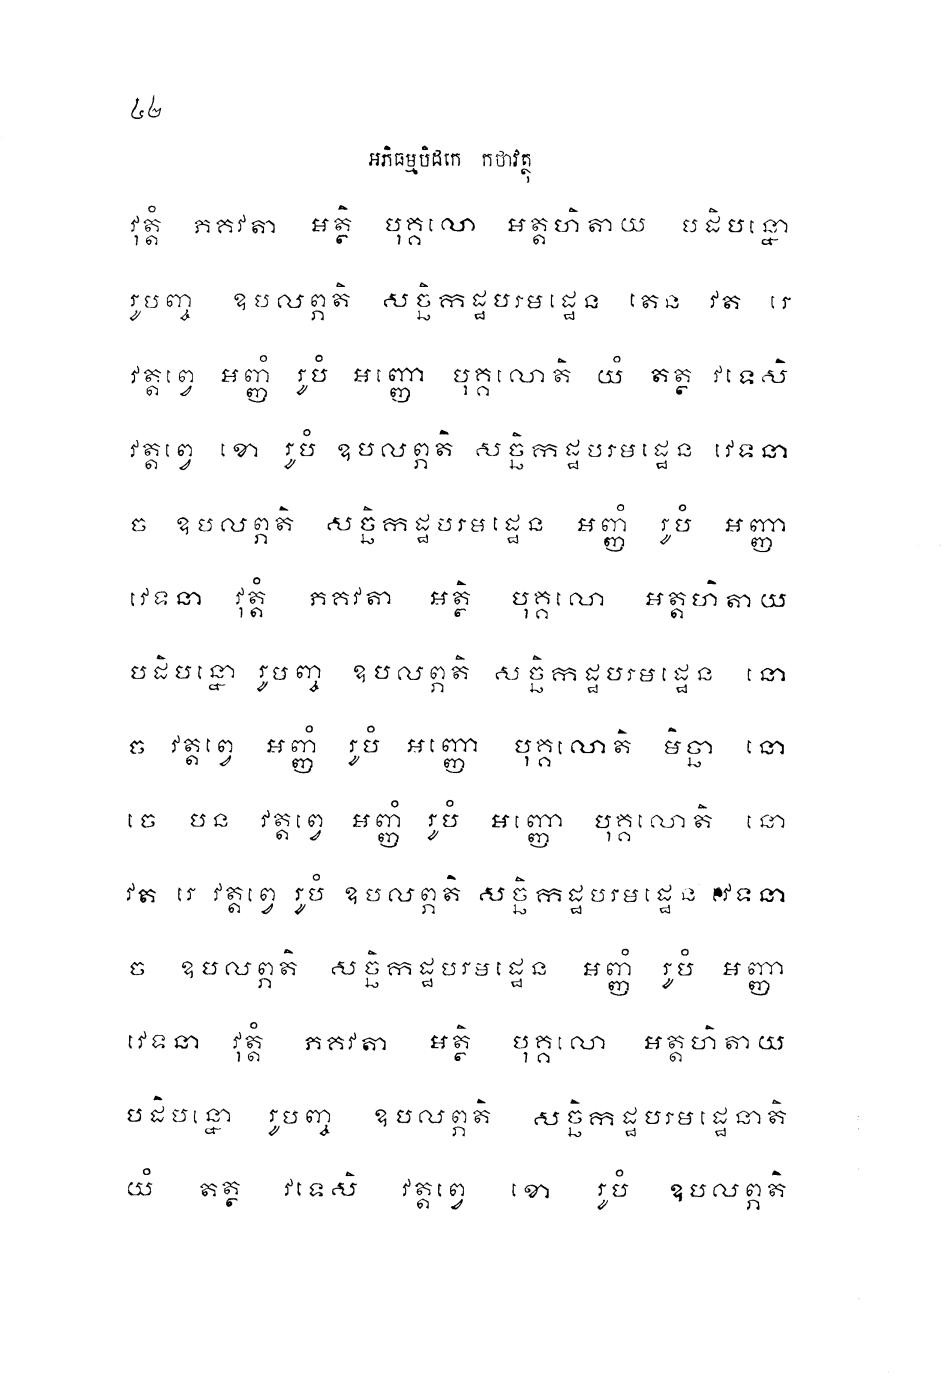 ៤២
អភិធម្មបិដកេ កថាវត្ថុ
វុត្តំ ភគវតា អត្ថិ បុគ្គលោ អត្តហិតាយ បដិបន្នោ
រូបញ្ច ឧបលព្ភតិ សច្ឆិកដ្ឋបរមដ្ឋេន តេន វត រេ
វត្តព្វេ អញ្ញំ រូបំ អញ្ញោ បុគ្គលោតិ យំ តត្ថ វទេសិ
វត្តព្វេ ខោ រូបំ ឧបលព្ភតិ សច្ឆិកដ្ឋបរមដ្ឋេន វេទនា
ច ឧបលព្ភតិ សច្ឆិកដ្ឋបរមដ្ឋេន អញ្ញំ រូបំ អញ្ញា
វេទនា វុត្តំ ភគវតា អត្ថិ បុគ្គលោ អត្តហិតាយ
បដិបន្នោ រូបញ្ច ឧបលព្ភតិ សច្ឆិកដ្ឋបរមដ្ឋេន នោ
ច វត្តព្វេ អញ្ញំ រូបំ អញ្ញោ បុគ្គលោតិ មិច្ឆា នោ
ចេ បន វត្តព្វេ អញ្ញំ រូបំ អញ្ញោ បុគ្គលោតិ នោ
វត រេ វត្តព្វេ រូបំ ឧបលព្ភតិ សច្ឆិកដ្ឋបរមដ្ឋេន វេទនា
ច ឧបលព្ភតិ សច្ឆិកដ្ឋបរមដ្ឋេន អញ្ញំ រូបំ អញ្ញា
វេទនា វុត្តំ ភគវតា អត្ថិ បុគ្គលោ អត្តហិតាយ
បដិបន្នោ រូបញ្ច ឧបលព្ភតិ សច្ឆិកដ្ឋបរមដ្ឋេនាតិ
យំ តត្ថ វទេសិ វត្តព្វេ ខោ រូបំ ឧបលព្ភតិ